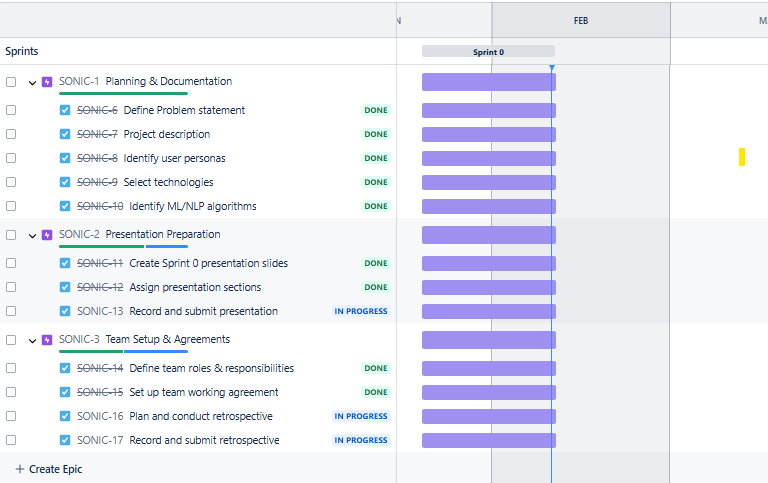 FEB
Sprints
Sprint 0
SONIC-1 Planning & Documentation
SONIC-6 Define Problem statement DONE
SONIC-7 Project description DONE
SONIC-8 Identify user personas DONE
SONIC-9 Select technologies DONE
SONIC-10 Identify ML/NLP algorithms DONE
SONIC-2 Presentation Preparation
SONIC-11 Create Sprint 0 presentation slides DONE
SONIC-12 Assign presentation sections DONE
SONIC-13 Record and submit presentation IN PROGRESS
SONIC-3 Team Setup & Agreements
SONIC-14 Define team roles & responsibilities DONE
SONIC-15 Set up team working agreement DONE
SONIC-16 Plan and conduct retrospective IN PROGRESS
SONIC-17 Record and submit retrospective IN PROGRESS
+ Create Epic